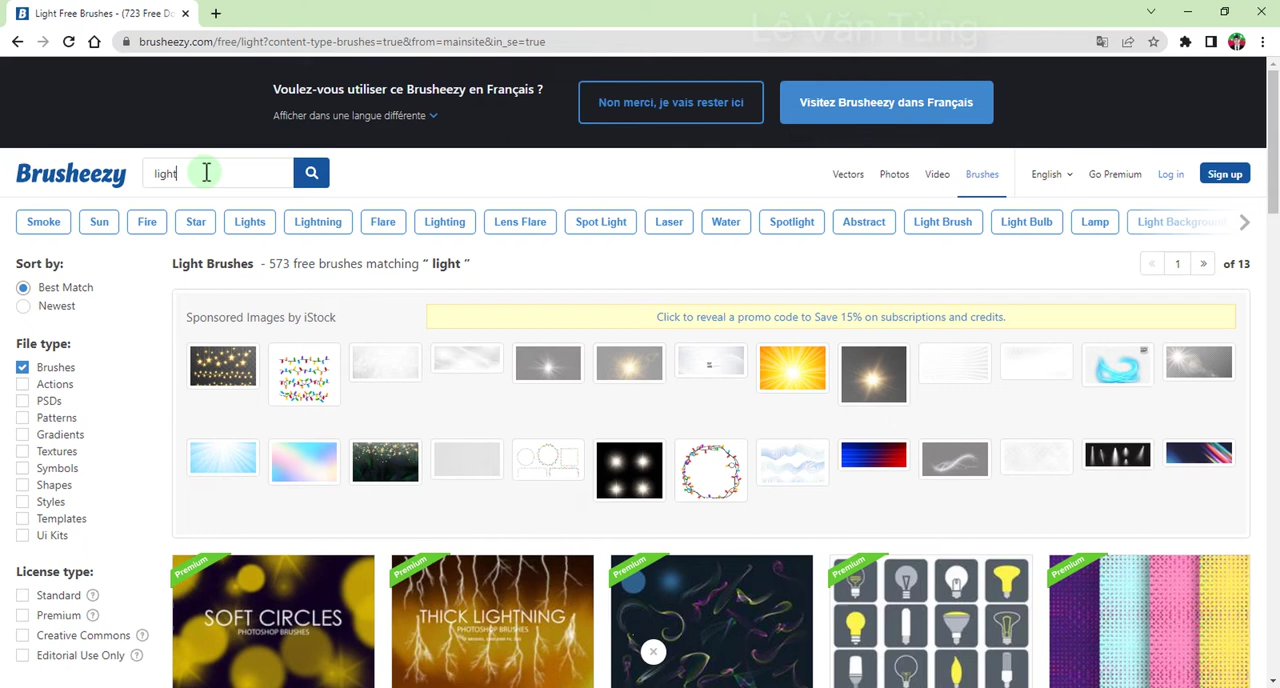 Light Free Brushes - (723 Free Do
Lê Văn Tùng
brusheezy.com/free/light?content-type-brushes=true&from=mainsite&in_se=true
Voulez-vous utiliser ce Brusheezy en Français ?
Afficher dans une langue différente
Non merci, je vais rester ici
Visitez Brusheezy dans Français
Brusheezy
light
Vectors
Photos
Video
Brushes
English
Go Premium
Log in
Sign up
Smoke
Sun
Fire
Star
Lights
Lightning
Flare
Lighting
Lens Flare
Spot Light
Laser
Water
Spotlight
Abstract
Light Brush
Light Bulb
Lamp
Light Background
Sort by:
Best Match
Newest
File type:
Brushes
Actions
PSDs
Patterns
Gradients
Textures
Symbols
Shapes
Styles
Templates
Ui Kits
License type:
Standard
Premium
Creative Commons
Editorial Use Only
Light Brushes - 573 free brushes matching “ light ”
« 1 » of 13
Sponsored Images by iStock
Click to reveal a promo code to Save 15% on subscriptions and credits.
Premium
SOFT CIRCLES
PHOTOSHOP BRUSHES
Premium
THICK LIGHTNING
PHOTOSHOP BRUSHES
Premium
Premium
Premium